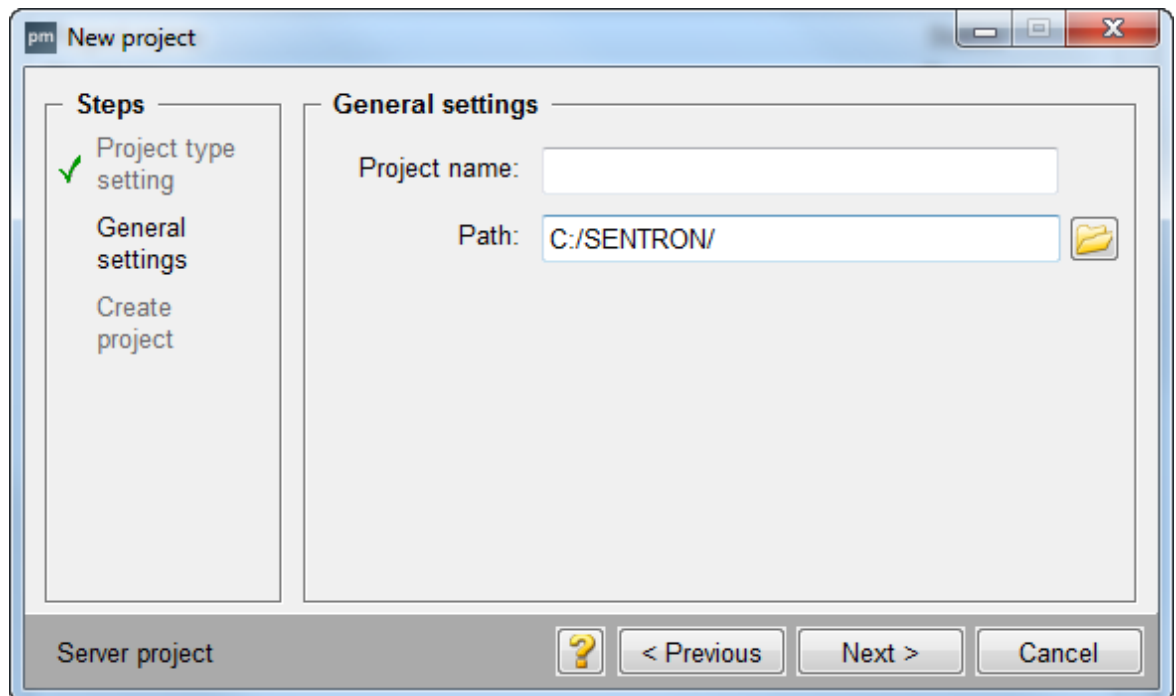 pm New project
Steps
Project type
setting
General
settings
Create
project
General settings
Project name:
Path: C:/SENTRON/
Server project
? < Previous Next > Cancel